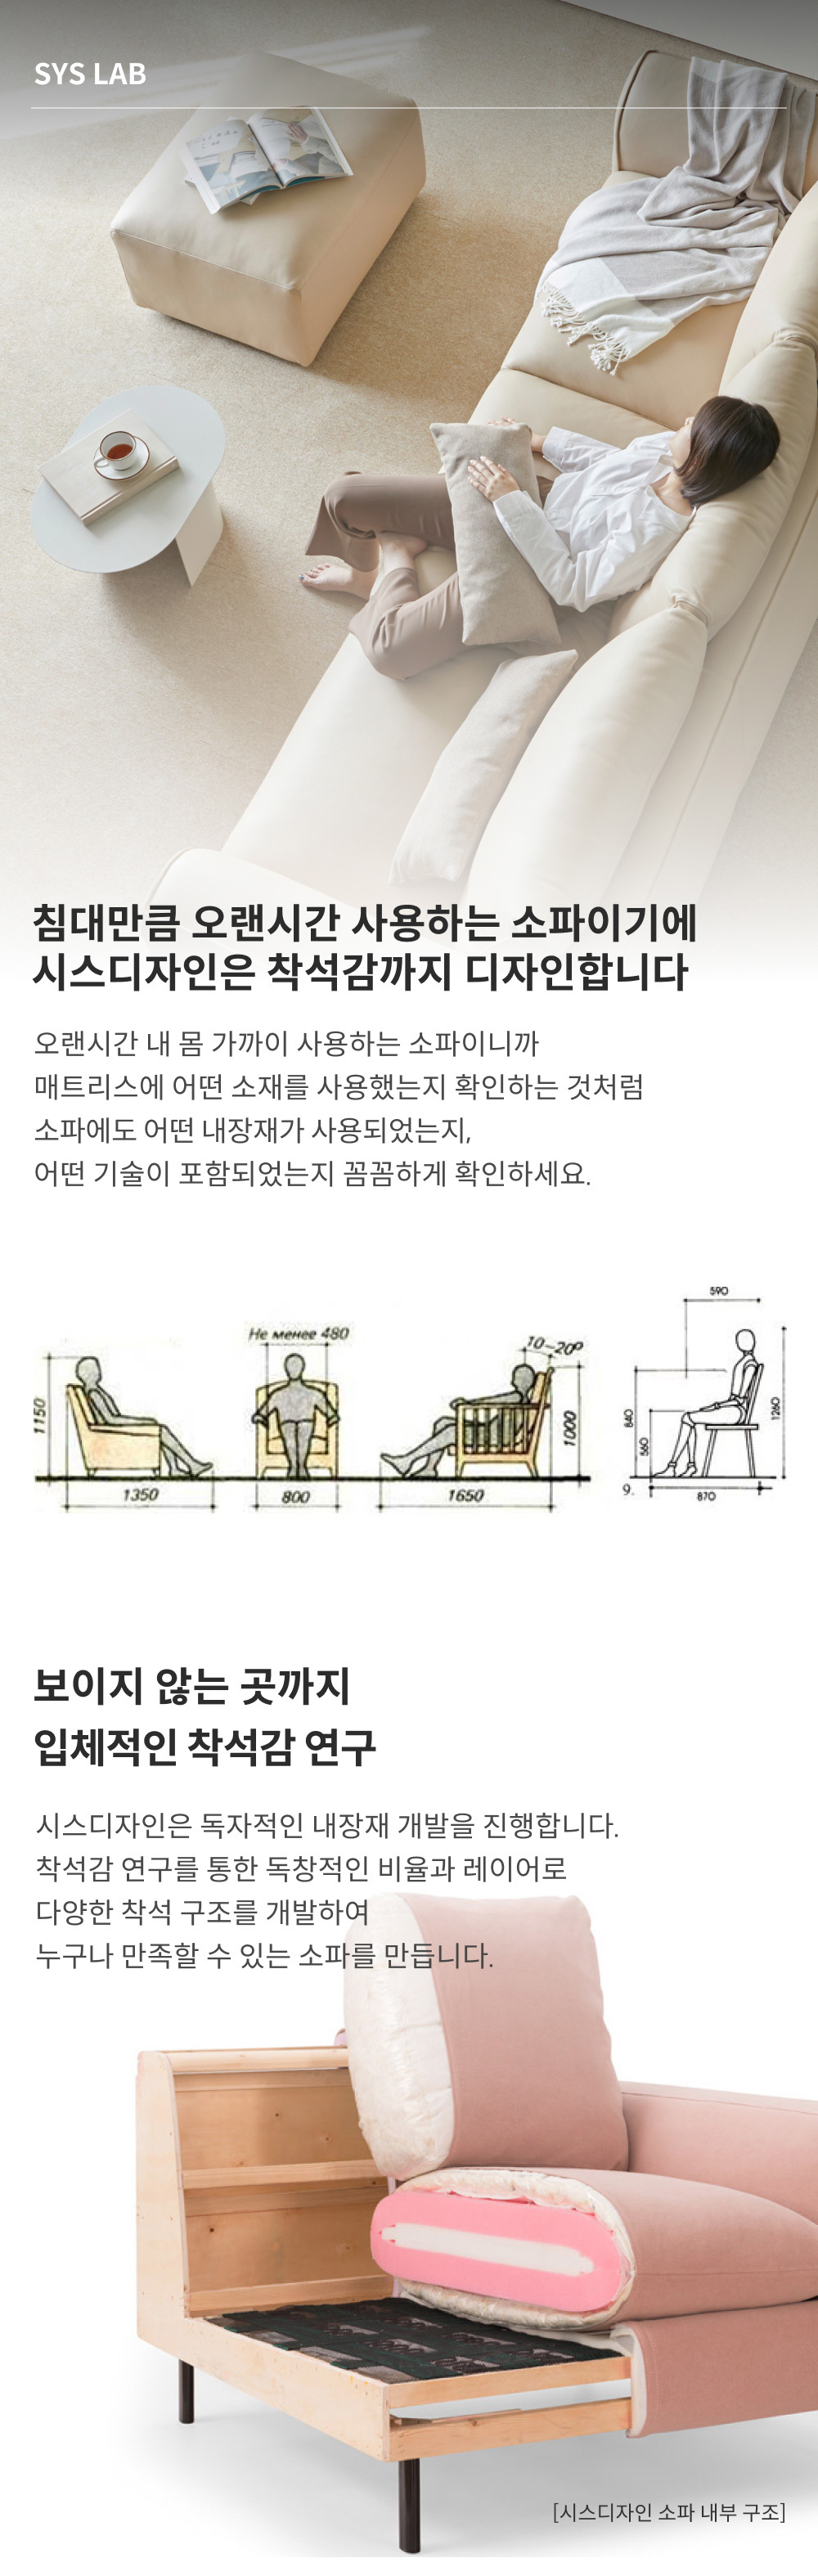 SYS LAB
침대만큼 오랜시간 사용하는 소파이기에
시스디자인은 착석감까지 디자인합니다
오랜시간 내 몸 가까이 사용하는 소파이니까
매트리스에 어떤 소재를 사용했는지 확인하는 것처럼
소파에도 어떤 내장재가 사용되었는지,
어떤 기술이 포함되었는지 꼼꼼하게 확인하세요.
1150
1350
Не менее 480
800
10-20º
1000
1650
590
840
560
1260
9.
870
보이지 않는 곳까지
입체적인 착석감 연구
시스디자인은 독자적인 내장재 개발을 진행합니다.
착석감 연구를 통한 독창적인 비율과 레이어로
다양한 착석 구조를 개발하여
누구나 만족할 수 있는 소파를 만듭니다.
[시스디자인 소파 내부 구조]